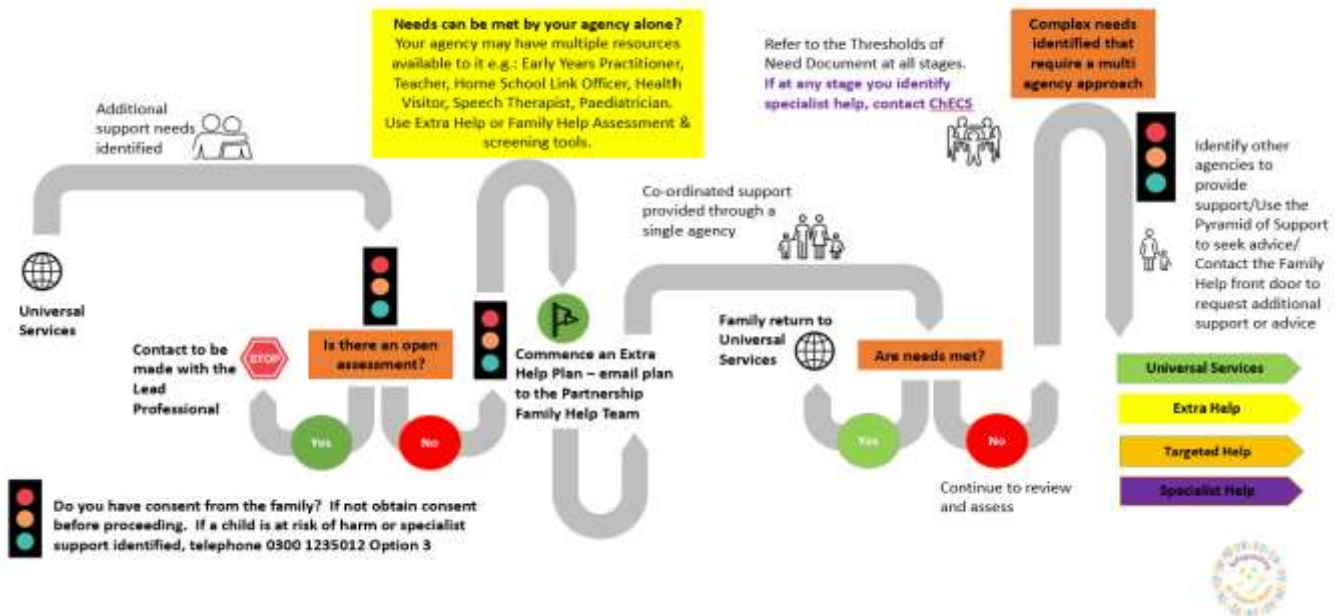 Needs can be met by your agency alone?
Your agency may have multiple resources
available to it e.g.: Early Years Practitioner,
Teacher, Home School Link Officer, Health
Visitor, Speech Therapist, Paediatrician.
Use Extra Help or Family Help Assessment &
screening tools.
Refer to the Thresholds of
Need Document at all stages.
If at any stage you identify
specialist help, contact ChECS
Complex needs
identified that
require a multi
agency approach
Additional
support needs
identified
Identify other
agencies to
provide
support/Use the
Pyramid of Support
to seek advice/
Contact the Family
Help front door to
request additional
support or advice
Co-ordinated support
provided through a
single agency
Universal
Services
Contact to be
made with the
Lead
Professional
STOP
Is there an open
assessment?
Yes
No
Commence an Extra
Help Plan – email plan
to the Partnership
Family Help Team
Family return to
Universal
Services
Are needs met?
Yes
No
Continue to review
and assess
Universal Services
Extra Help
Targeted Help
Specialist Help
Do you have consent from the family? If not obtain consent
before proceeding. If a child is at risk of harm or specialist
support identified, telephone 0300 1235012 Option 3